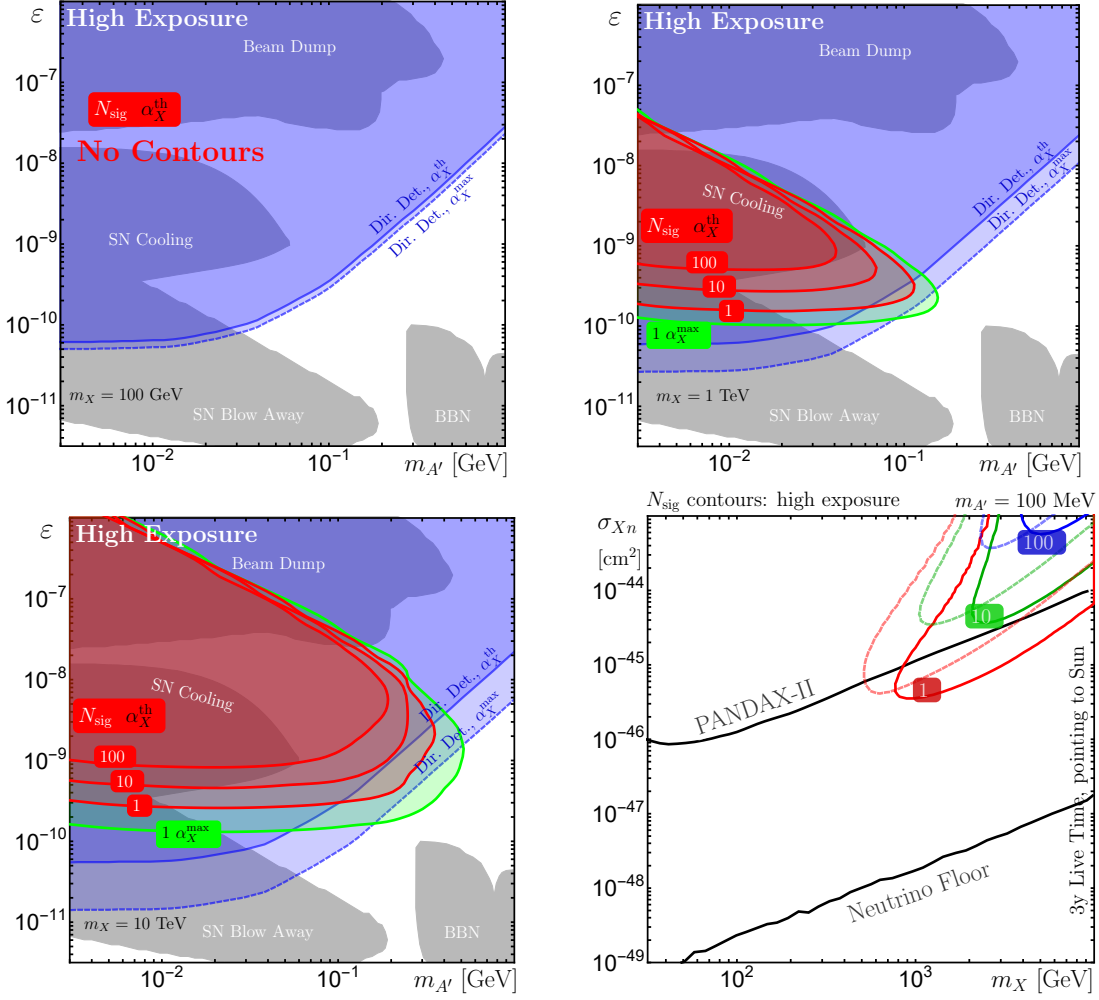 ε
High Exposure
Beam Dump
10⁻⁷
N_sig α_X^th
No Contours
10⁻⁸
Dir. Det., α_X^th
Dir. Det., α_X^max
SN Cooling
10⁻⁹
10⁻¹⁰
m_X = 100 GeV
10⁻¹¹
SN Blow Away
BBN
10⁻²
10⁻¹
m_A′ [GeV]
ε
High Exposure
Beam Dump
10⁻⁷
10⁻⁸
Dir. Det., α_X^th
Dir. Det., α_X^max
SN Cooling
N_sig α_X^th
10⁻⁹
100
10
1
10⁻¹⁰
1 α_X^max
m_X = 1 TeV
10⁻¹¹
SN Blow Away
BBN
10⁻²
10⁻¹
m_A′ [GeV]
ε
High Exposure
Beam Dump
10⁻⁷
10⁻⁸
SN Cooling
Dir. Det., α_X^th
Dir. Det., α_X^max
N_sig α_X^th
10⁻⁹
100
10
1
1 α_X^max
10⁻¹⁰
m_X = 10 TeV
10⁻¹¹
SN Blow Away
BBN
10⁻²
10⁻¹
m_A′ [GeV]
N_sig contours: high exposure
m_A′ = 100 MeV
σ_Xn
[cm²]
100
10⁻⁴⁴
10
10⁻⁴⁵
1
PANDAX-II
10⁻⁴⁶
10⁻⁴⁷
Neutrino Floor
10⁻⁴⁸
10⁻⁴⁹
3y Live Time, pointing to Sun
10²
10³
m_X [GeV]